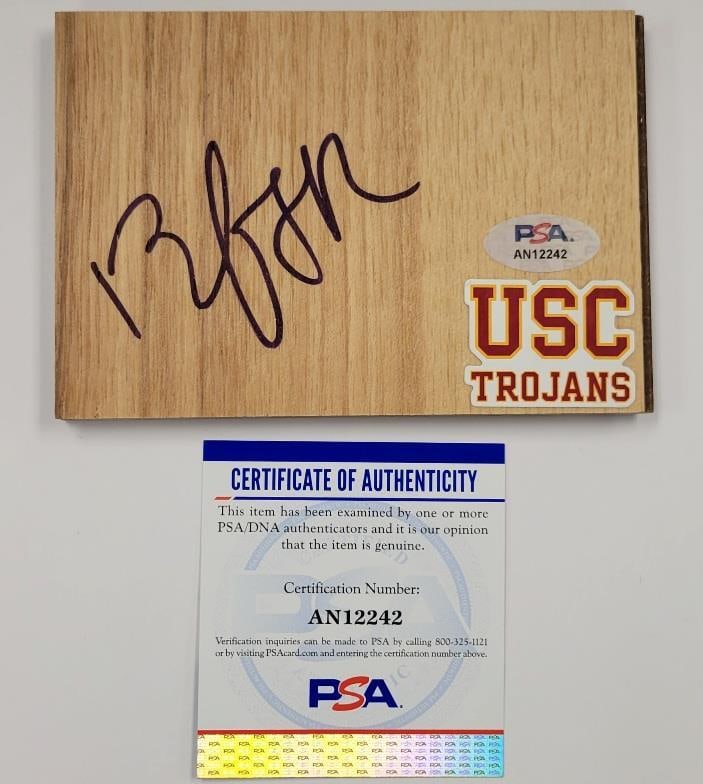 PSA.
AN12242
USC
TROJANS
CERTIFICATE OF AUTHENTICITY
This item has been examined by one or more
PSA/DNA authenticators and it is our opinion
that the item is genuine.
Certification Number:
AN12242
Verification inquiries can be made to PSA by calling 800-325-1121
or by visiting PSAcard.com and entering the certification number above.
PSA.